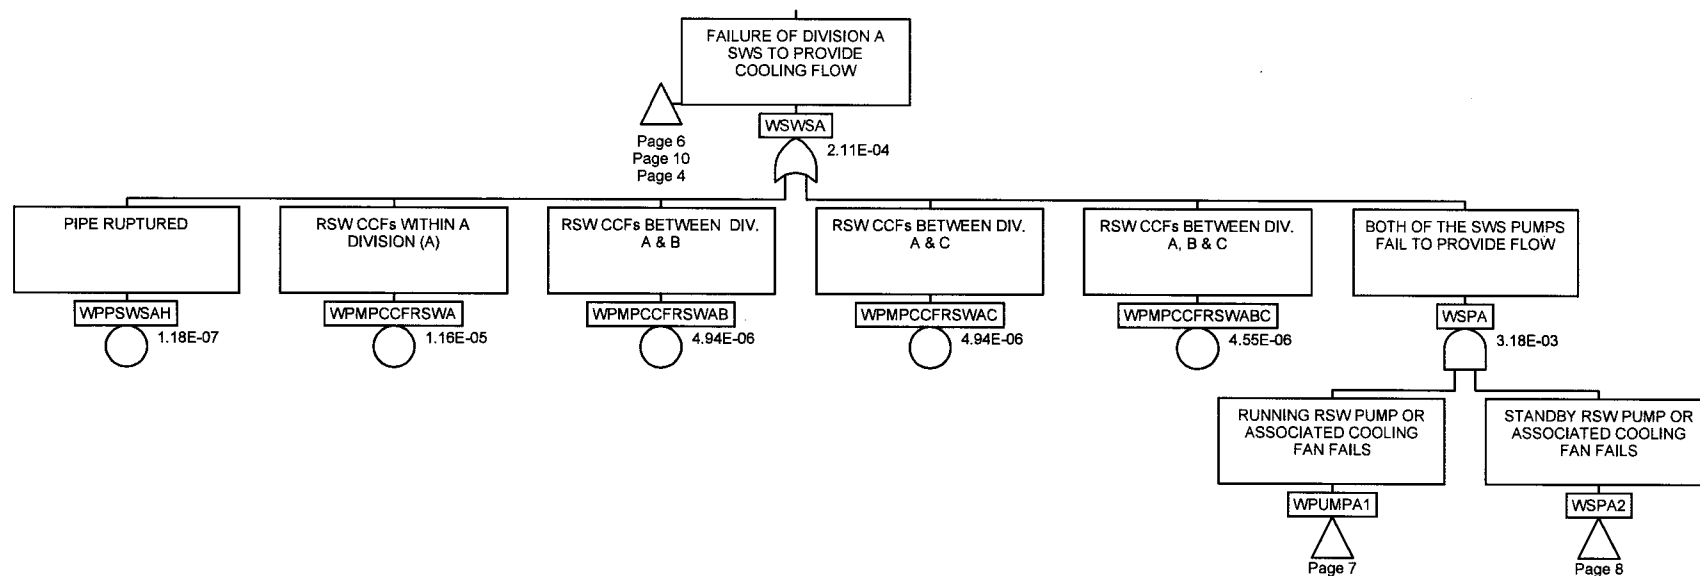 FAILURE OF DIVISION A
SWS TO PROVIDE
COOLING FLOW
WSWSA
2.11E-04
Page 6
Page 10
Page 4
PIPE RUPTURED
WPPSWSAH
1.18E-07
RSW CCFs WITHIN A
DIVISION (A)
WPMPCCFRSWA
1.16E-05
RSW CCFs BETWEEN DIV.
A & B
WPMPCCFRSWAB
4.94E-06
RSW CCFs BETWEEN DIV.
A & C
WPMPCCFRSWAC
4.94E-06
RSW CCFs BETWEEN DIV.
A, B & C
WPMPCCFRSWABC
4.55E-06
BOTH OF THE SWS PUMPS
FAIL TO PROVIDE FLOW
WSPA
3.18E-03
RUNNING RSW PUMP OR
ASSOCIATED COOLING
FAN FAILS
WPUMPA1
Page 7
STANDBY RSW PUMP OR
ASSOCIATED COOLING
FAN FAILS
WSPA2
Page 8